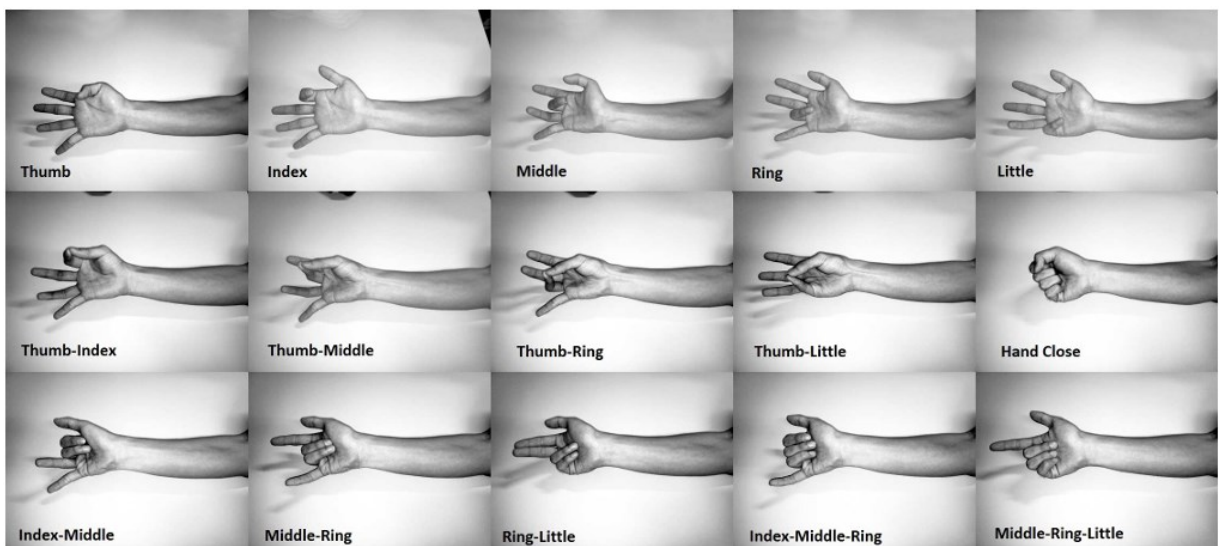 Thumb
Index
Middle
Ring
Little
Thumb-Index
Thumb-Middle
Thumb-Ring
Thumb-Little
Hand Close
Index-Middle
Middle-Ring
Ring-Little
Index-Middle-Ring
Middle-Ring-Little